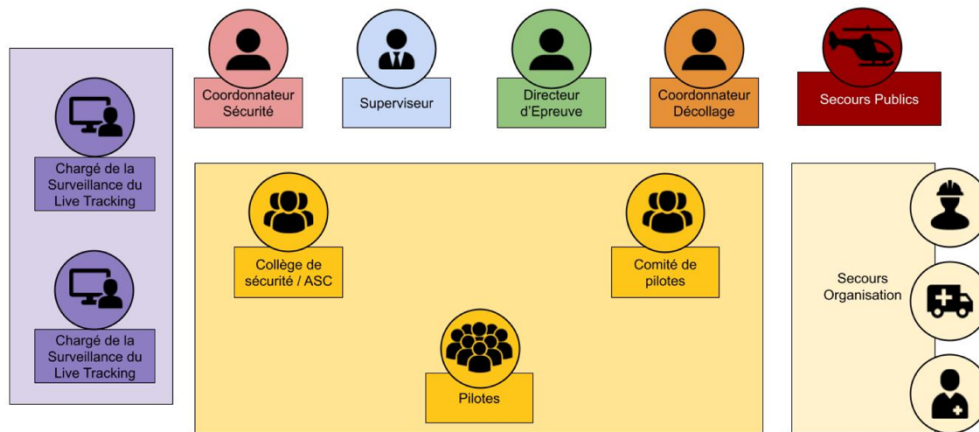 Coordonnateur
Sécurité
Superviseur
Directeur
d'Epreuve
Coordonnateur
Décollage
Secours Publics
Chargé de la
Surveillance du
Live Tracking
Chargé de la
Surveillance du
Live Tracking
Collège de
sécurité / ASC
Comité de
pilotes
Pilotes
Secours
Organisation